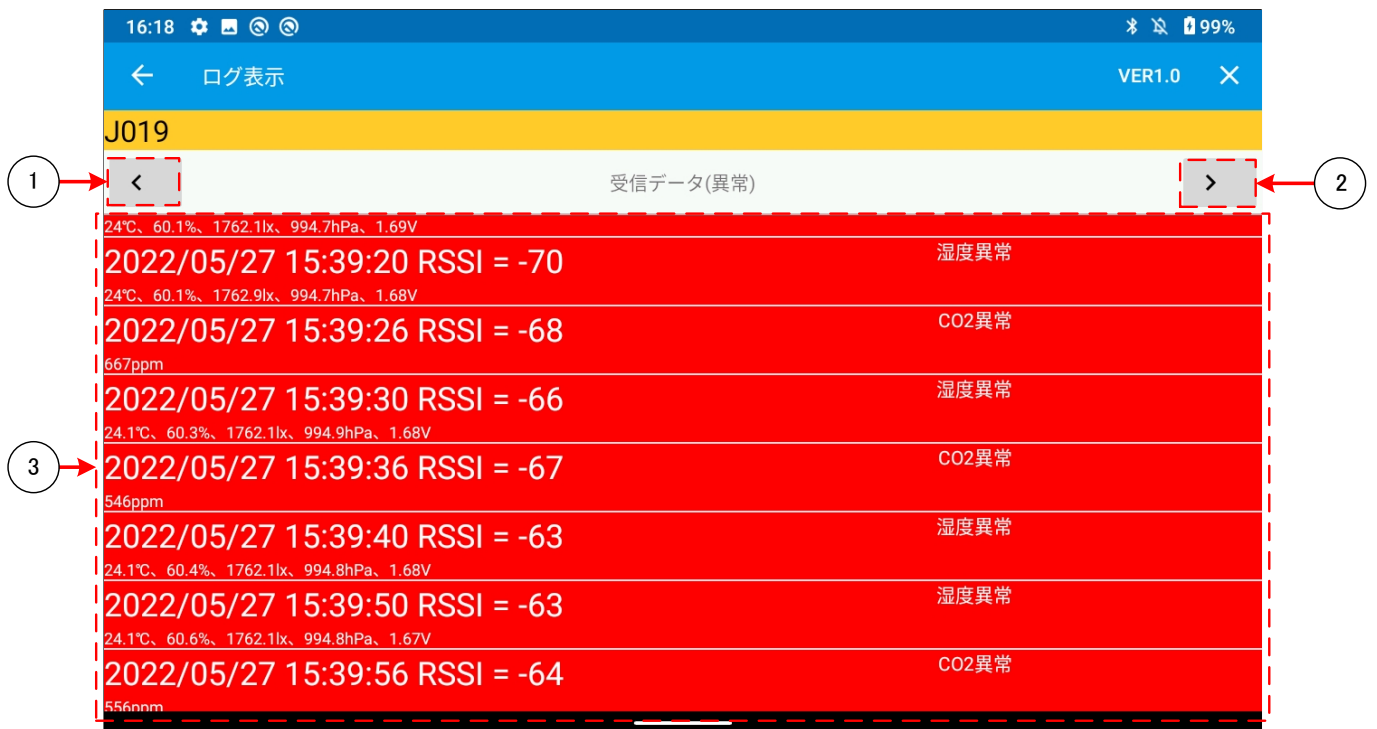 16:18 99%
ログ表示 VER1.0
J019
1 受信データ(異常) 2
24℃、60.1%、1762.1lx、994.7hPa、1.69V
2022/05/27 15:39:20 RSSI = -70 湿度異常
24℃、60.1%、1762.9lx、994.7hPa、1.68V
2022/05/27 15:39:26 RSSI = -68 CO2異常
667ppm
2022/05/27 15:39:30 RSSI = -66 湿度異常
24.1℃、60.3%、1762.1lx、994.9hPa、1.68V
3 2022/05/27 15:39:36 RSSI = -67 CO2異常
546ppm
2022/05/27 15:39:40 RSSI = -63 湿度異常
24.1℃、60.4%、1762.1lx、994.8hPa、1.68V
2022/05/27 15:39:50 RSSI = -63 湿度異常
24.1℃、60.6%、1762.1lx、994.8hPa、1.67V
2022/05/27 15:39:56 RSSI = -64 CO2異常
556ppm